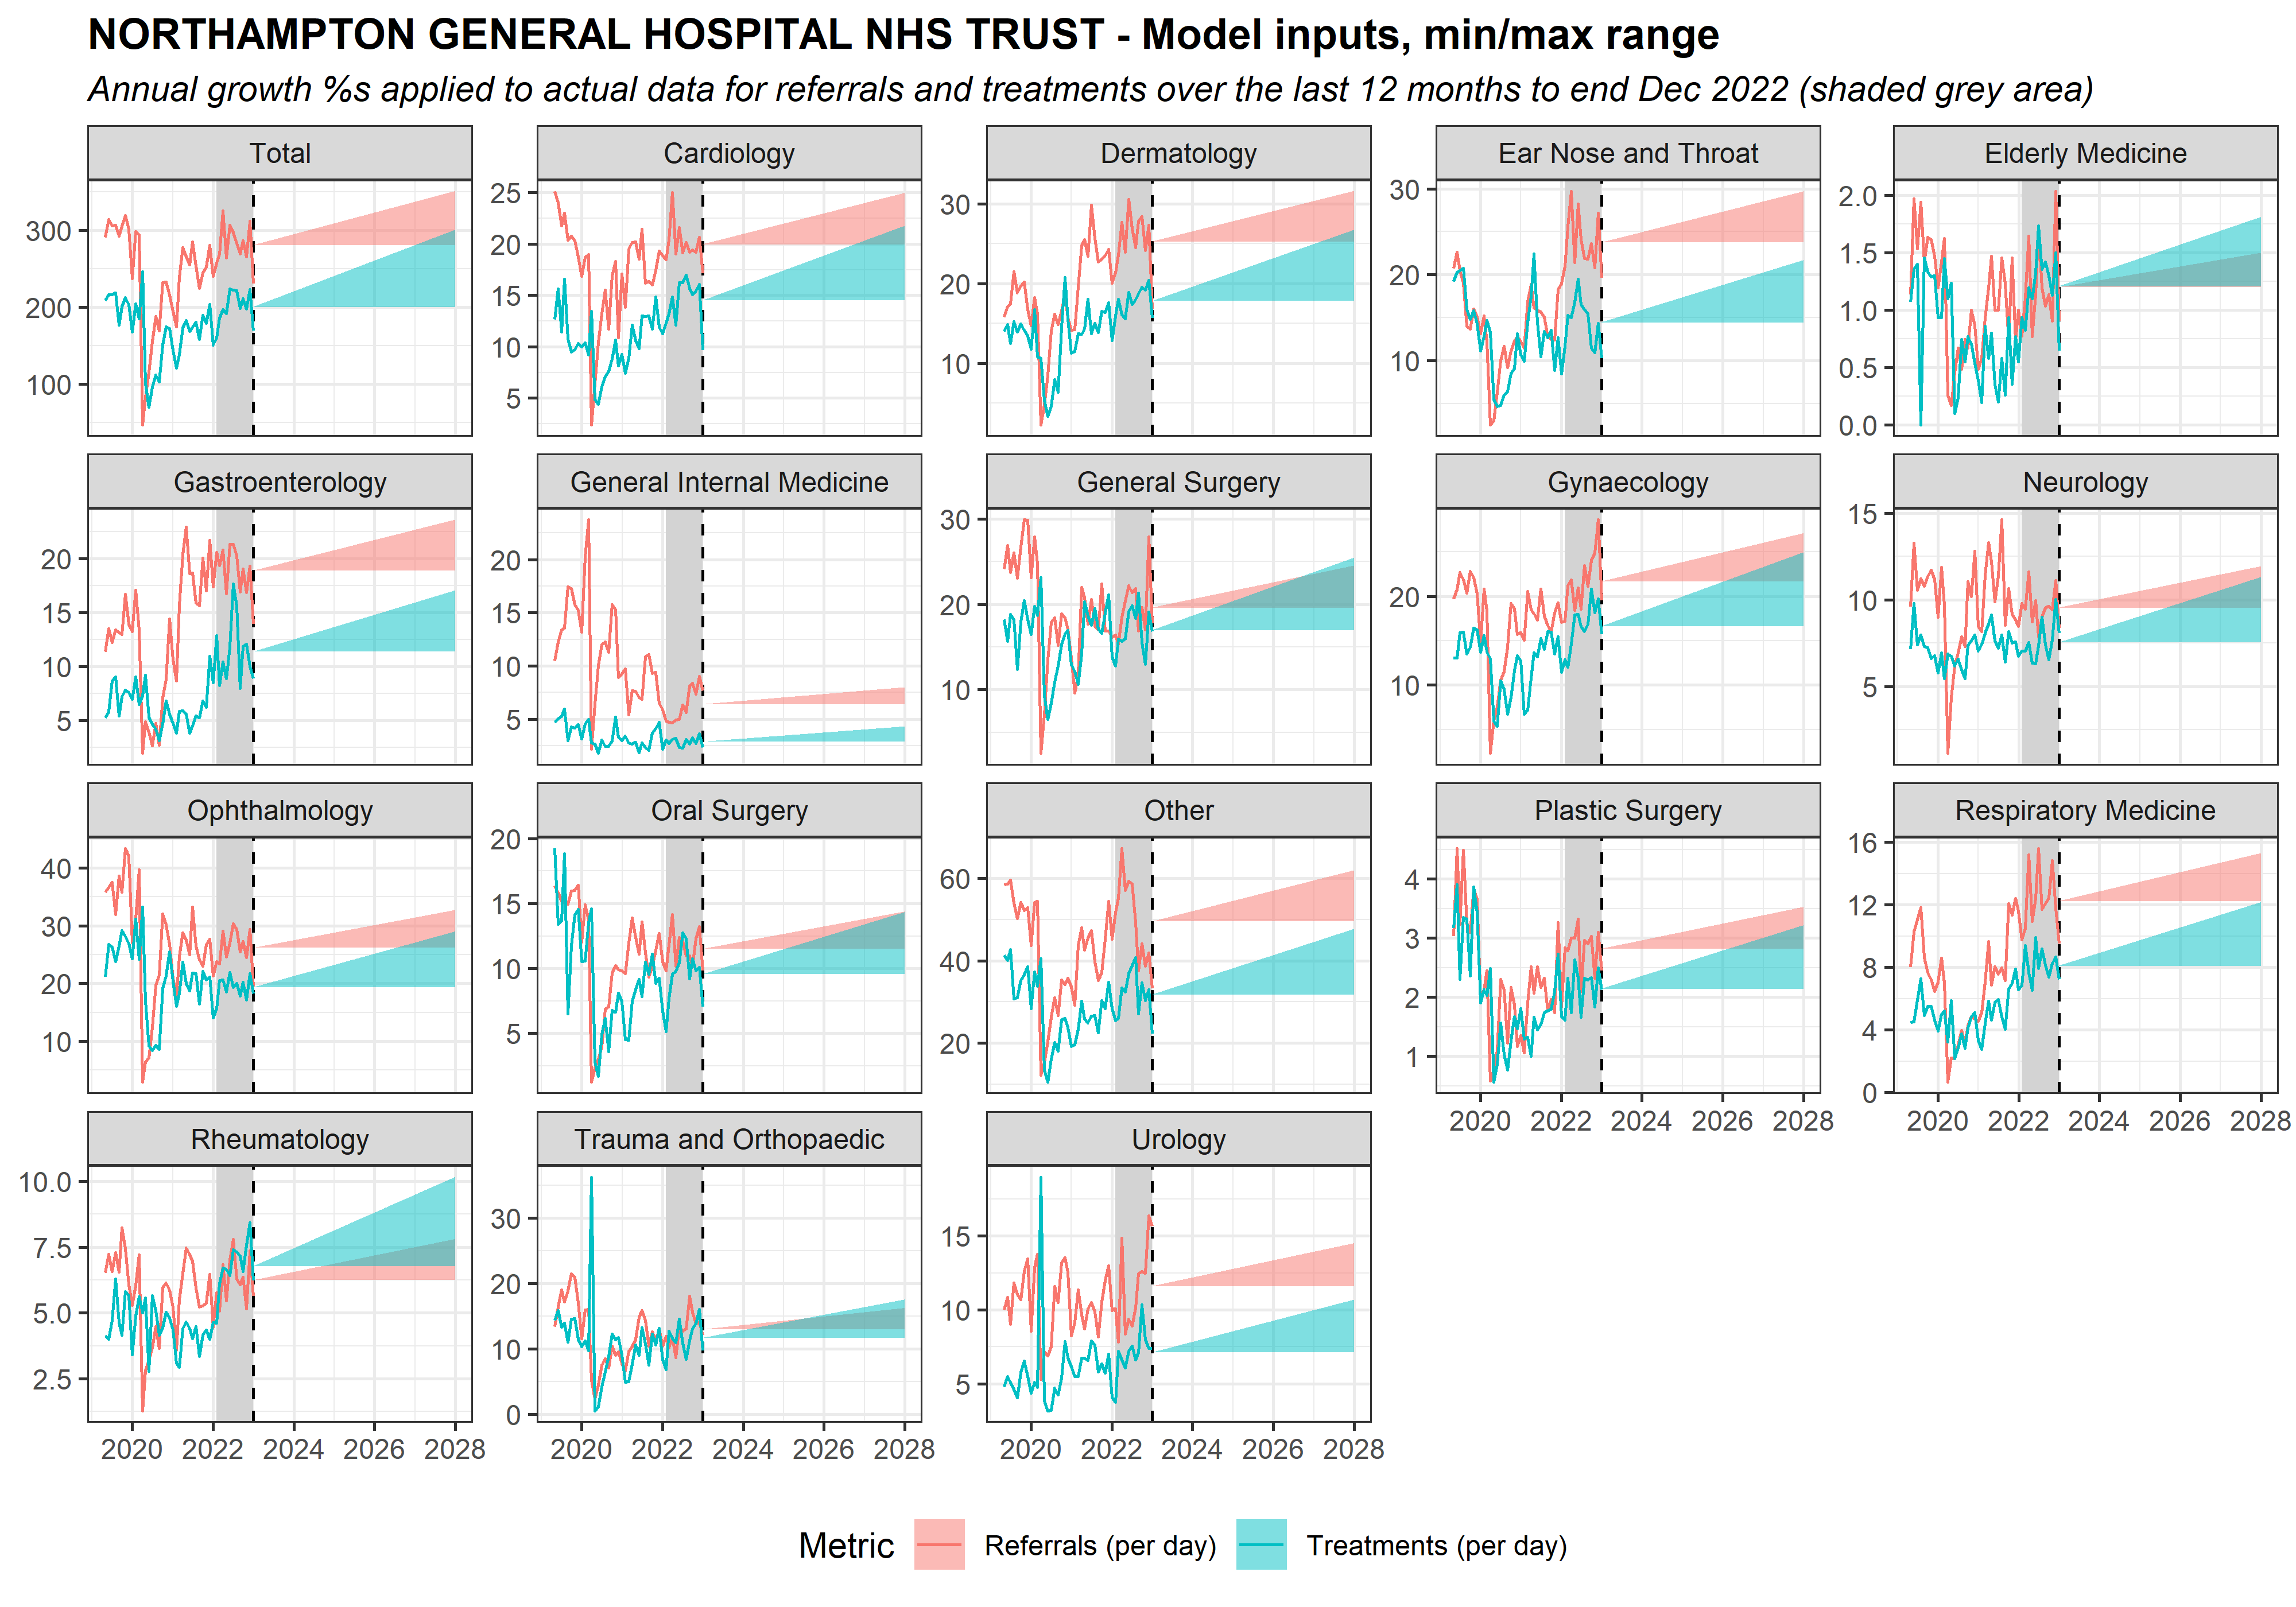 NORTHAMPTON GENERAL HOSPITAL NHS TRUST - Model inputs, min/max range
Annual growth %s applied to actual data for referrals and treatments over the last 12 months to end Dec 2022 (shaded grey area)
Total
300
200
100
Cardiology
25
20
15
10
5
Dermatology
30
20
10
Ear Nose and Throat
30
20
10
Elderly Medicine
2.0
1.5
1.0
0.5
0.0
Gastroenterology
20
15
10
5
General Internal Medicine
20
15
10
5
General Surgery
30
20
10
Gynaecology
20
10
Neurology
15
10
5
Ophthalmology
40
30
20
10
Oral Surgery
20
15
10
5
Other
60
40
20
Plastic Surgery
4
3
2
1
2020 2022 2024 2026 2028
Respiratory Medicine
16
12
8
4
0
2020 2022 2024 2026 2028
Rheumatology
10.0
7.5
5.0
2.5
2020 2022 2024 2026 2028
Trauma and Orthopaedic
30
20
10
0
2020 2022 2024 2026 2028
Urology
15
10
5
2020 2022 2024 2026 2028
Metric Referrals (per day) Treatments (per day)